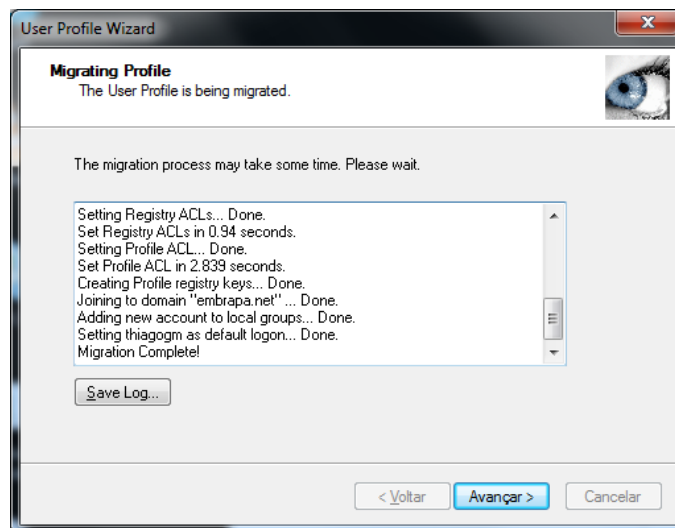 User Profile Wizard
Migrating Profile
The User Profile is being migrated.
The migration process may take some time. Please wait.
Setting Registry ACLs... Done.
Set Registry ACLs in 0.94 seconds.
Setting Profile ACL... Done.
Set Profile ACL in 2.839 seconds.
Creating Profile registry keys... Done.
Joining to domain "embrapa.net" ... Done.
Adding new account to local groups... Done.
Setting thiagogm as default logon... Done.
Migration Complete!
Save Log...
< Voltar
Avançar >
Cancelar